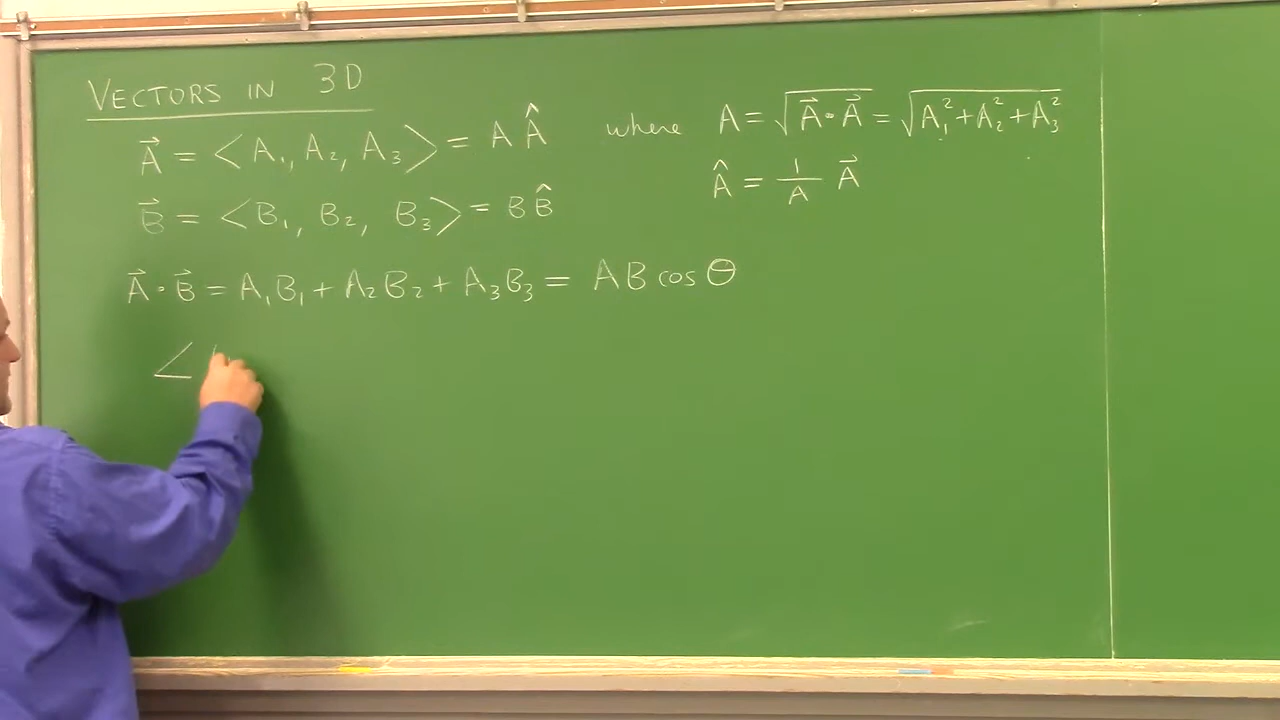 VECTORS IN 3D
A⃗ = <A₁, A₂, A₃> = A Â where A = √(A⃗·A⃗) = √(A₁² + A₂² + A₃²)
Â = 1/A A⃗
B⃗ = <B₁, B₂, B₃> = B B̂
A⃗·B⃗ = A₁B₁ + A₂B₂ + A₃B₃ = AB cos θ
∠